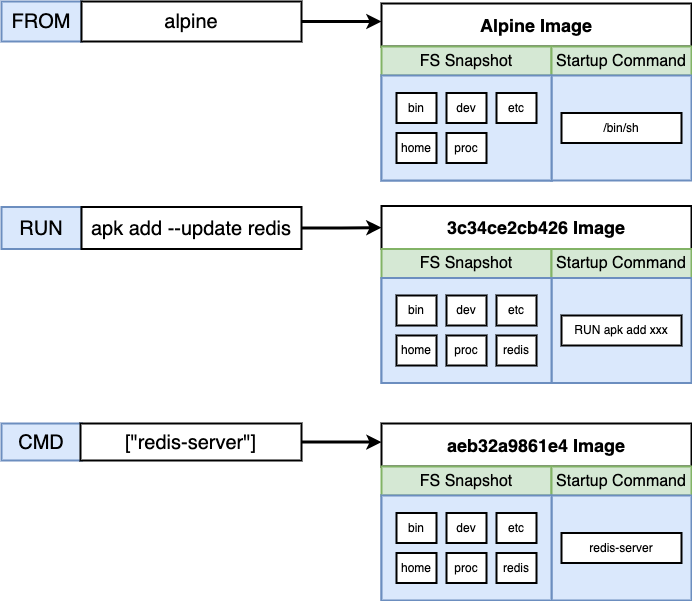 FROM alpine
Alpine Image
FS Snapshot Startup Command
bin dev etc
/bin/sh
home proc
RUN apk add --update redis
3c34ce2cb426 Image
FS Snapshot Startup Command
bin dev etc
RUN apk add xxx
home proc redis
CMD ["redis-server"]
aeb32a9861e4 Image
FS Snapshot Startup Command
bin dev etc
redis-server
home proc redis